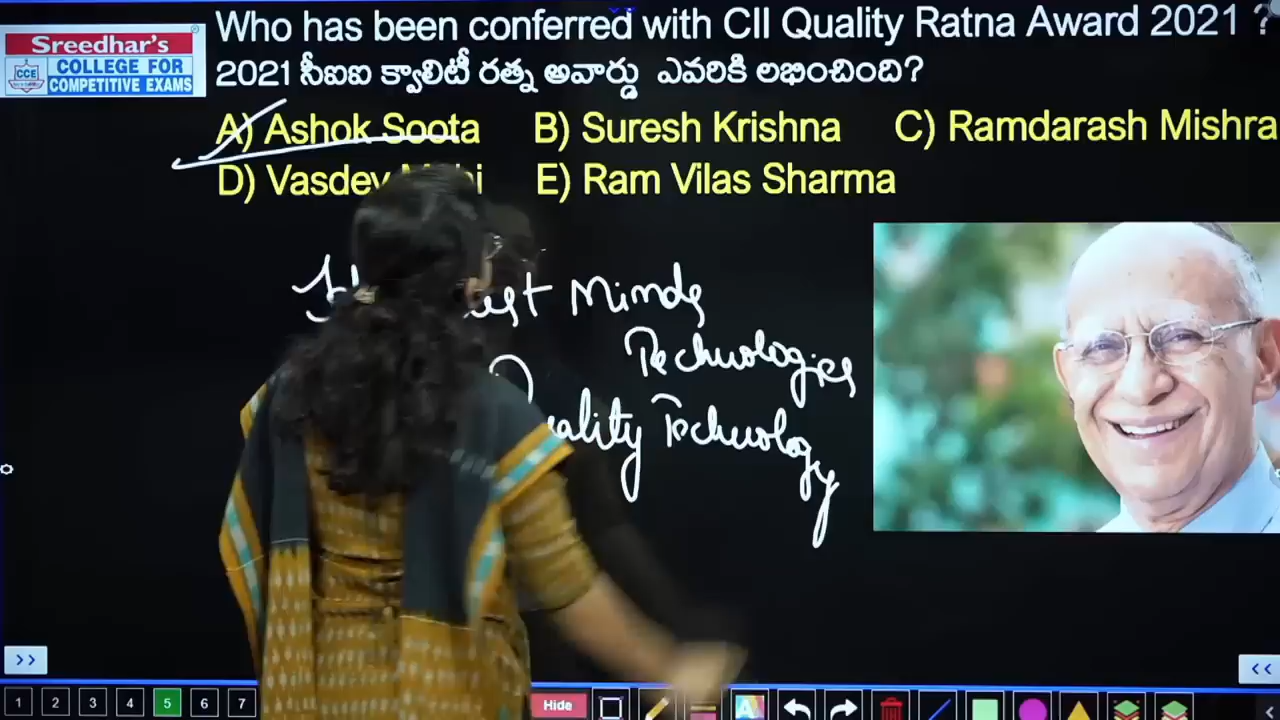 Who has been conferred with CII Quality Ratna Award 2021 ?
Sreedhar's
CCE
COLLEGE FOR
COMPETITIVE EXAMS
2021 సీఐఐ క్వాలిటీ రత్న అవార్డు ఎవరికి లభించింది?
A) Ashok Soota B) Suresh Krishna C) Ramdarash Mishra
D) Vasdev E) Ram Vilas Sharma
Minds
Technologies
Technology
>>
<<
1 2 3 4 5 6 7 Hide